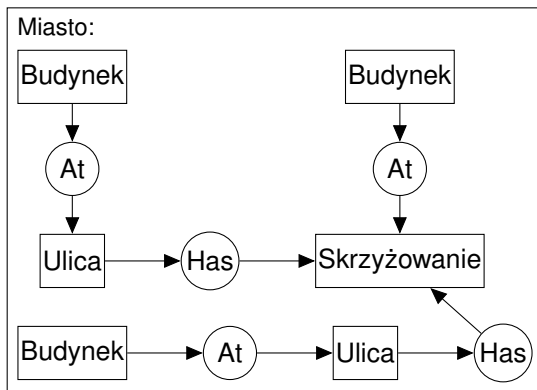 Miasto:
Budynek
Budynek
At
At
Ulica
Has
Skrzyżowanie
Budynek
At
Ulica
Has